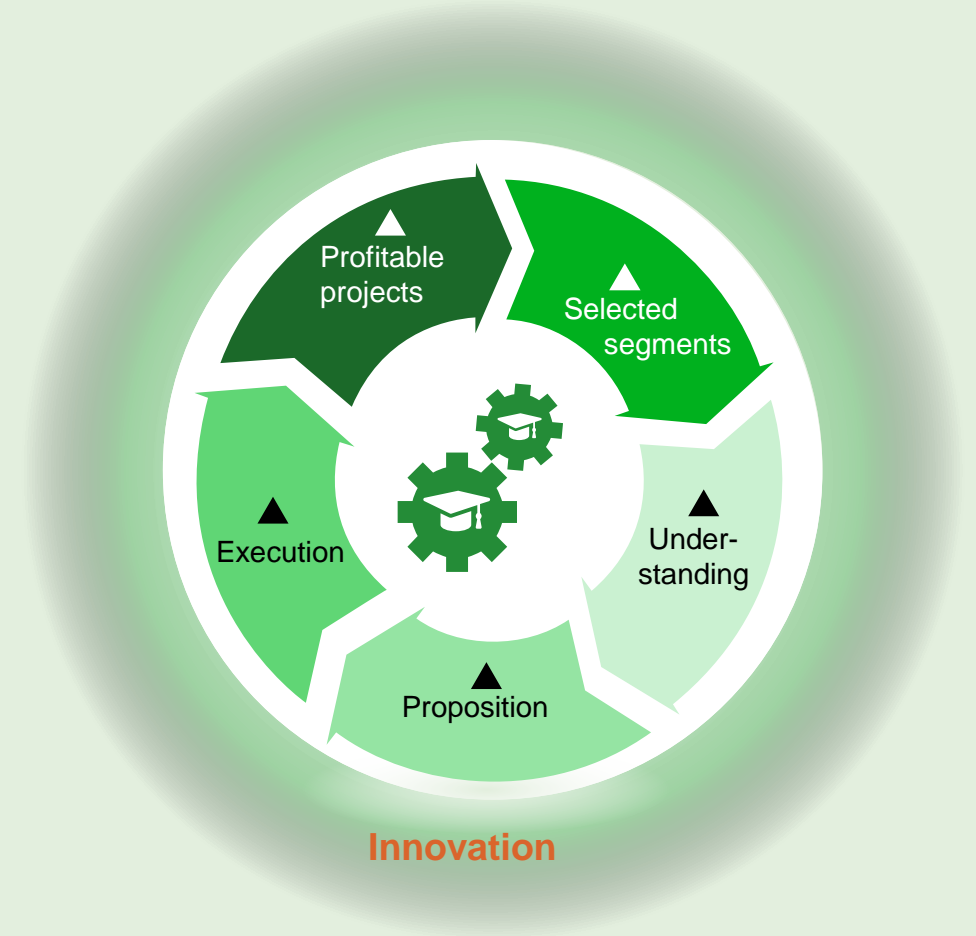 Profitable
projects
Selected
segments
Under-
standing
Execution
Proposition
Innovation